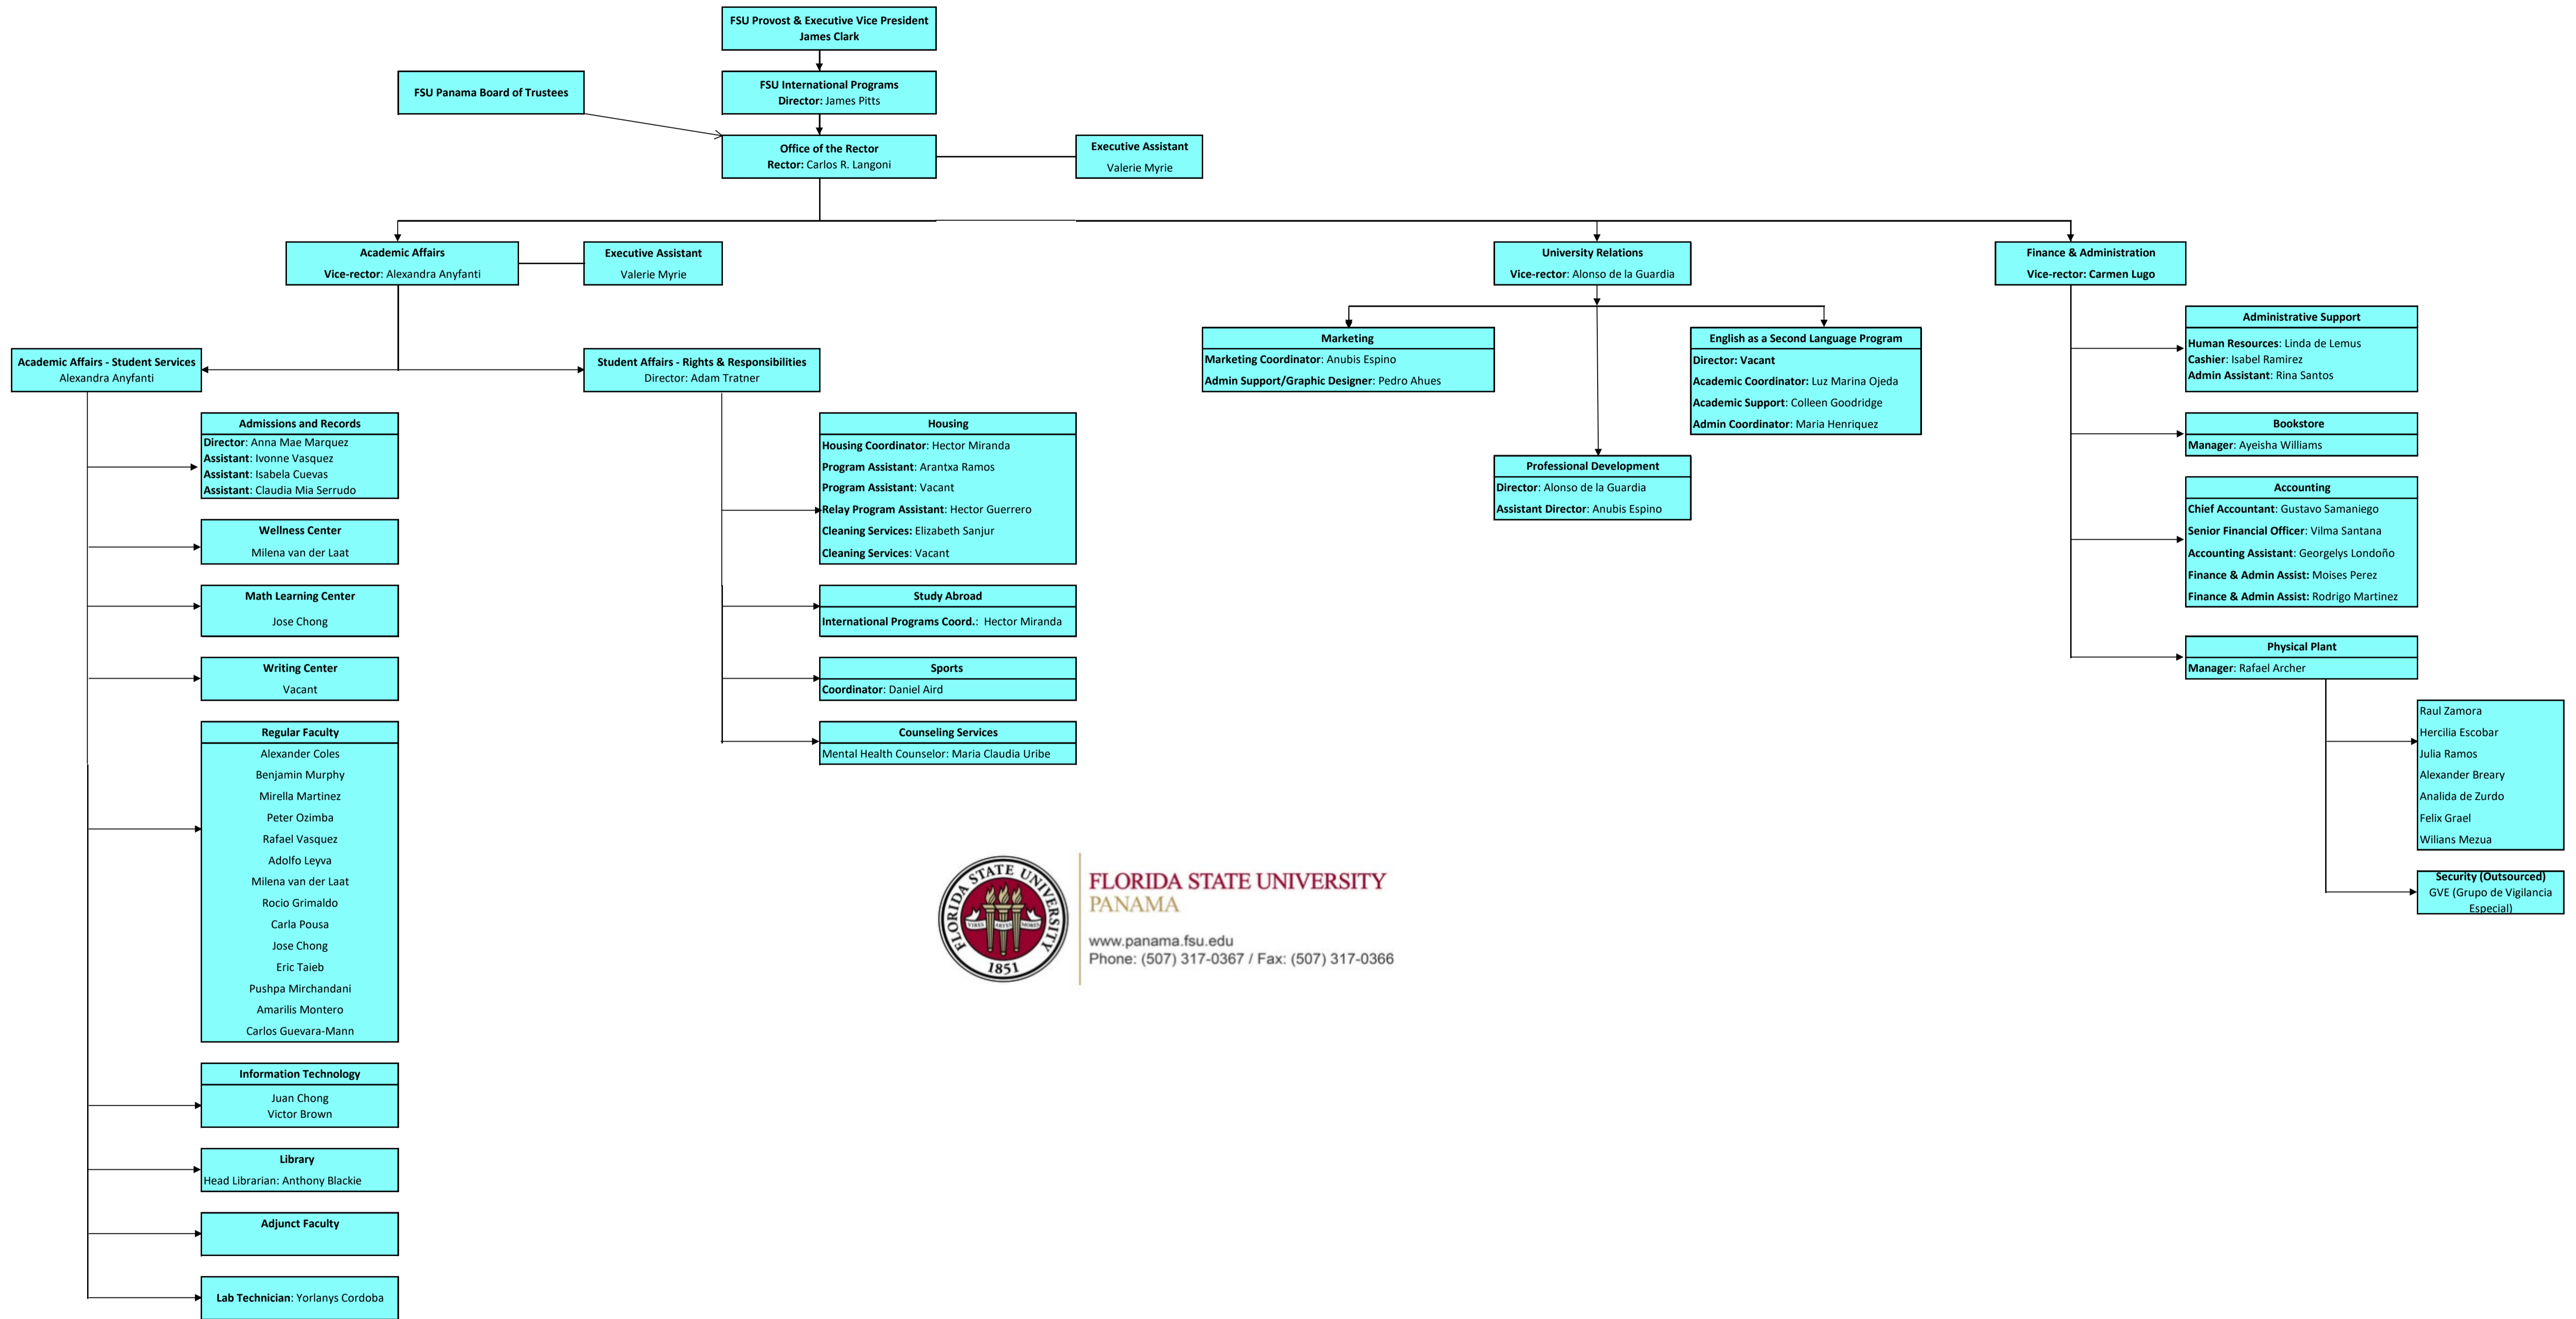 FSU Provost & Executive Vice President
James Clark
FSU Panama Board of Trustees
FSU International Programs
Director: James Pitts
Office of the Rector
Rector: Carlos R. Langoni
Executive Assistant
Valerie Myrie
Academic Affairs
Vice-rector: Alexandra Anyfanti
Executive Assistant
Valerie Myrie
University Relations
Vice-rector: Alonso de la Guardia
Finance & Administration
Vice-rector: Carmen Lugo
Academic Affairs - Student Services
Alexandra Anyfanti
Admissions and Records
Director: Anna Mae Marquez
Assistant: Ivonne Vasquez
Assistant: Isabela Cuevas
Assistant: Claudia Mia Serrudo
Wellness Center
Milena van der Laat
Math Learning Center
Jose Chong
Writing Center
Vacant
Regular Faculty
Alexander Coles
Benjamin Murphy
Mirella Martinez
Peter Ozimba
Rafael Vasquez
Adolfo Leyva
Milena van der Laat
Rocio Grimaldo
Carla Pousa
Jose Chong
Eric Taieb
Pushpa Mirchandani
Amarilis Montero
Carlos Guevara-Mann
Information Technology
Juan Chong
Victor Brown
Library
Head Librarian: Anthony Blackie
Adjunct Faculty
Lab Technician: Yorlanys Cordoba
Student Affairs - Rights & Responsibilities
Director: Adam Tratner
Housing
Housing Coordinator: Hector Miranda
Program Assistant: Arantxa Ramos
Program Assistant: Vacant
Relay Program Assistant: Hector Guerrero
Cleaning Services: Elizabeth Sanjur
Cleaning Services: Vacant
Study Abroad
International Programs Coord.: Hector Miranda
Sports
Coordinator: Daniel Aird
Counseling Services
Mental Health Counselor: Maria Claudia Uribe
Marketing
Marketing Coordinator: Anubis Espino
Admin Support/Graphic Designer: Pedro Ahues
Professional Development
Director: Alonso de la Guardia
Assistant Director: Anubis Espino
English as a Second Language Program
Director: Vacant
Academic Coordinator: Luz Marina Ojeda
Academic Support: Colleen Goodridge
Admin Coordinator: Maria Henriquez
Administrative Support
Human Resources: Linda de Lemus
Cashier: Isabel Ramirez
Admin Assistant: Rina Santos
Bookstore
Manager: Ayeisha Williams
Accounting
Chief Accountant: Gustavo Samaniego
Senior Financial Officer: Vilma Santana
Accounting Assistant: Georgelys Londoño
Finance & Admin Assist: Moises Perez
Finance & Admin Assist: Rodrigo Martinez
Physical Plant
Manager: Rafael Archer
Raul Zamora
Hercilia Escobar
Julia Ramos
Alexander Breary
Analida de Zurdo
Felix Grael
Wilians Mezua
Security (Outsourced)
GVE (Grupo de Vigilancia
Especial)
FLORIDA STATE UNIVERSITY
VIRES ARTES MORES
1851
FLORIDA STATE UNIVERSITY
PANAMA
www.panama.fsu.edu
Phone: (507) 317-0367 / Fax: (507) 317-0366